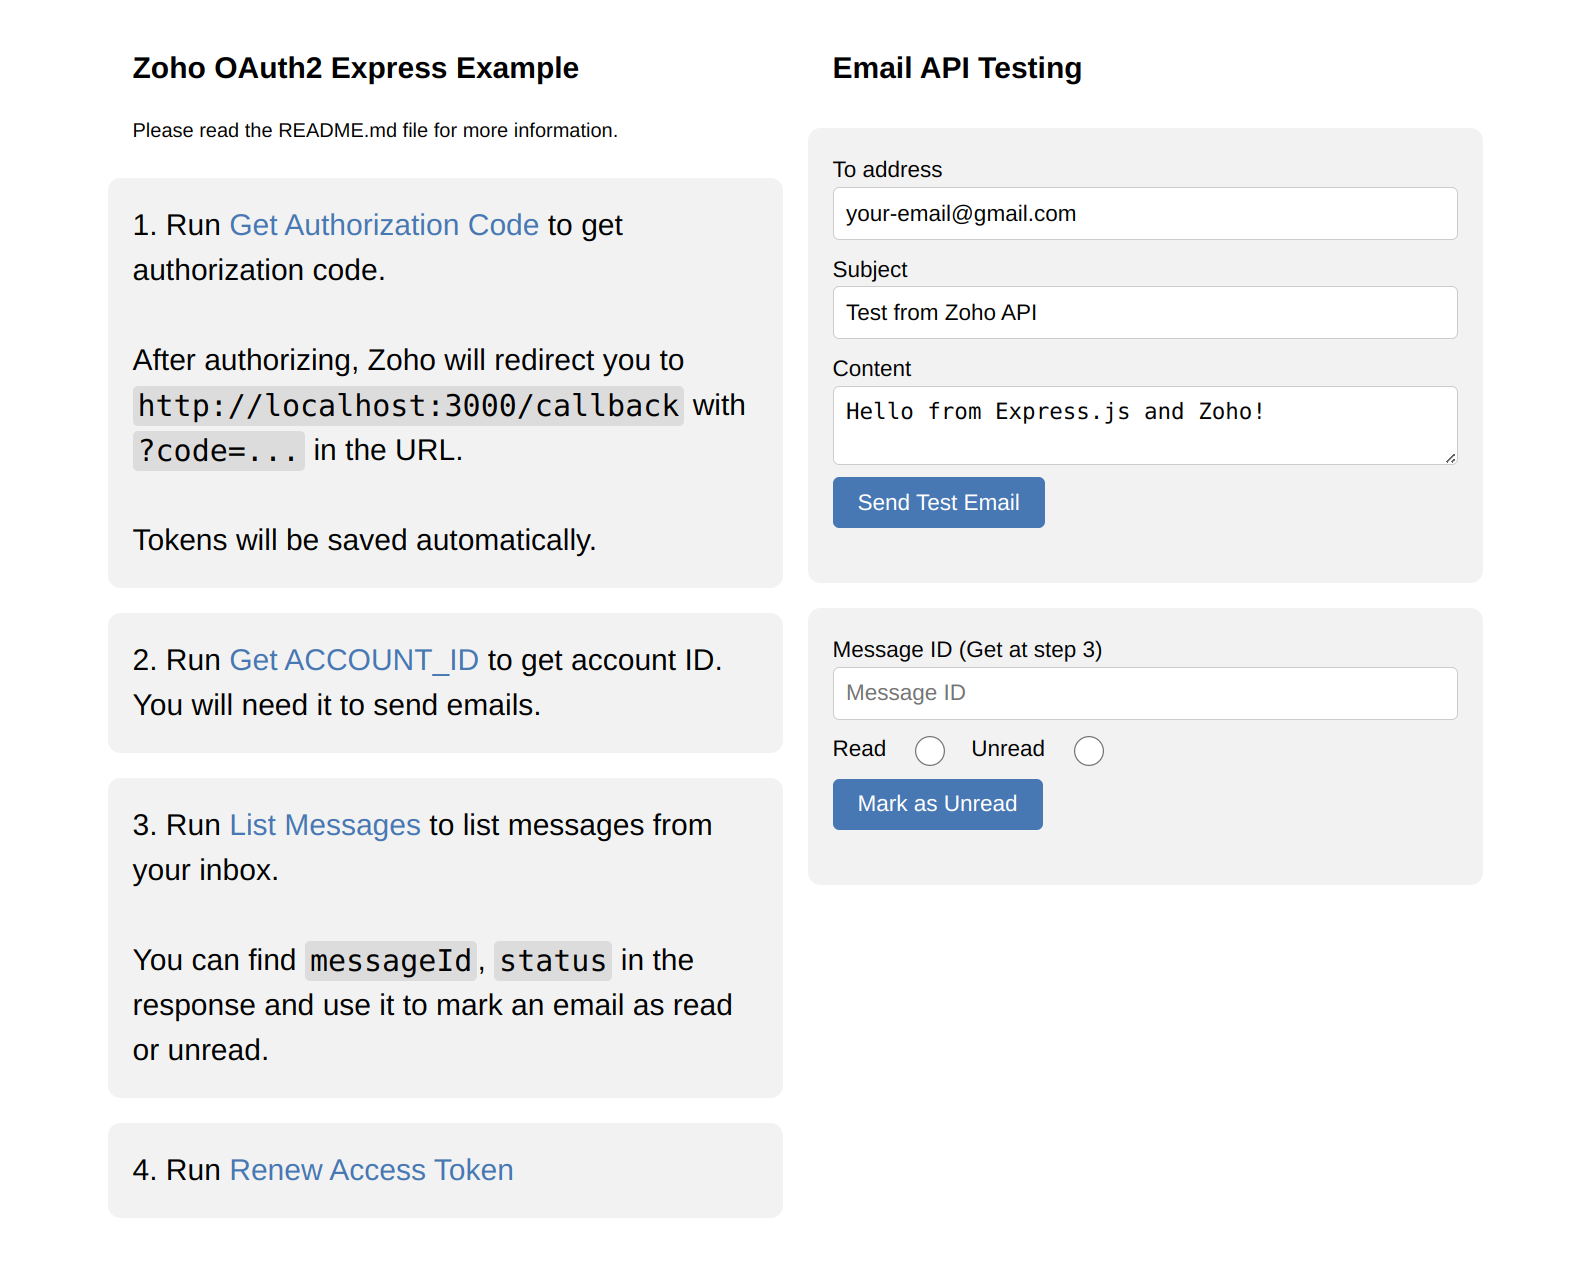 Zoho OAuth2 Express Example
Please read the README.md file for more information.
1. Run Get Authorization Code to get
authorization code.
After authorizing, Zoho will redirect you to
http://localhost:3000/callback with
?code=... in the URL.
Tokens will be saved automatically.
2. Run Get ACCOUNT_ID to get account ID.
You will need it to send emails.
3. Run List Messages to list messages from
your inbox.
You can find messageId, status in the
response and use it to mark an email as read
or unread.
4. Run Renew Access Token
Email API Testing
To address
your-email@gmail.com
Subject
Test from Zoho API
Content
Hello from Express.js and Zoho!
Send Test Email
Message ID (Get at step 3)
Message ID
Read Unread
Mark as Unread